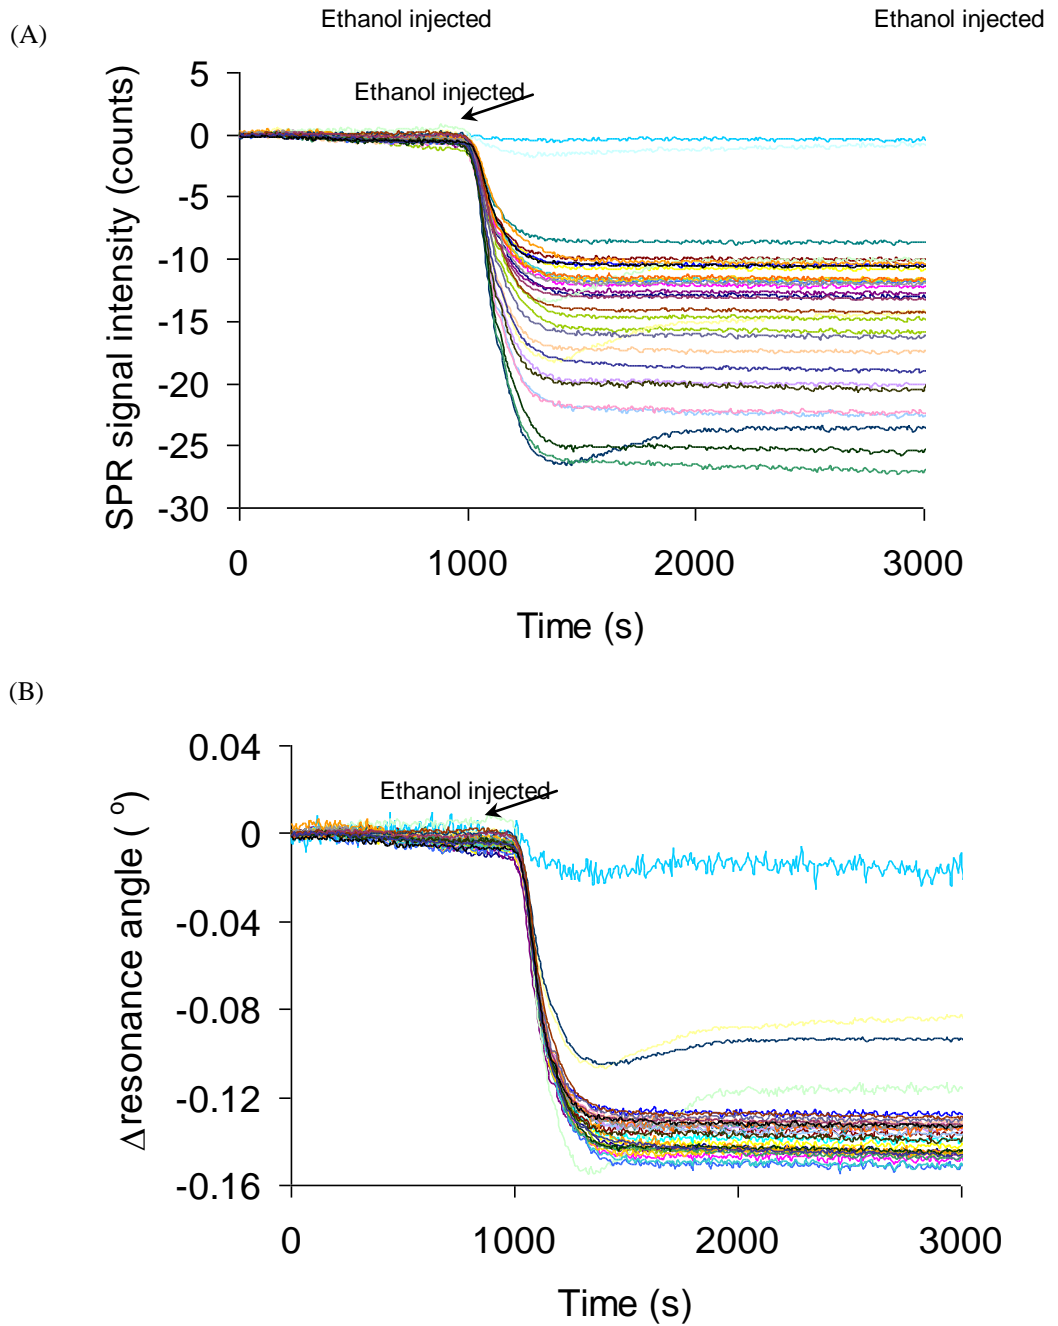 Ethanol injected Ethanol injected
(A)
Ethanol injected
SPR signal intensity (counts)
5
0
-5
-10
-15
-20
-25
-30
0 1000 2000 3000
Time (s)
(B)
Ethanol injected
Δresonance angle ( º)
0.04
0
-0.04
-0.08
-0.12
-0.16
0 1000 2000 3000
Time (s)